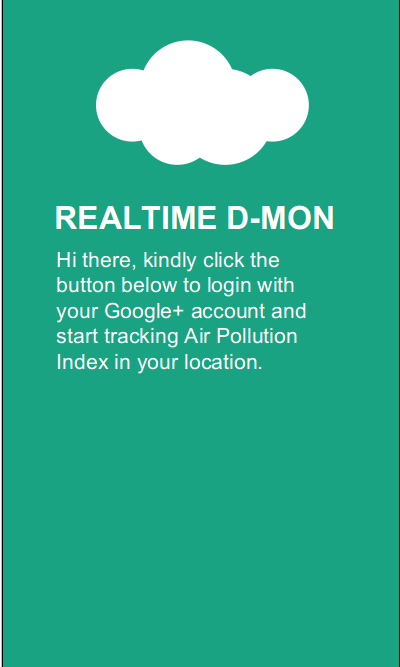 REALTIME D-MON
Hi there, kindly click the
button below to login with
your Google+ account and
start tracking Air Pollution
Index in your location.